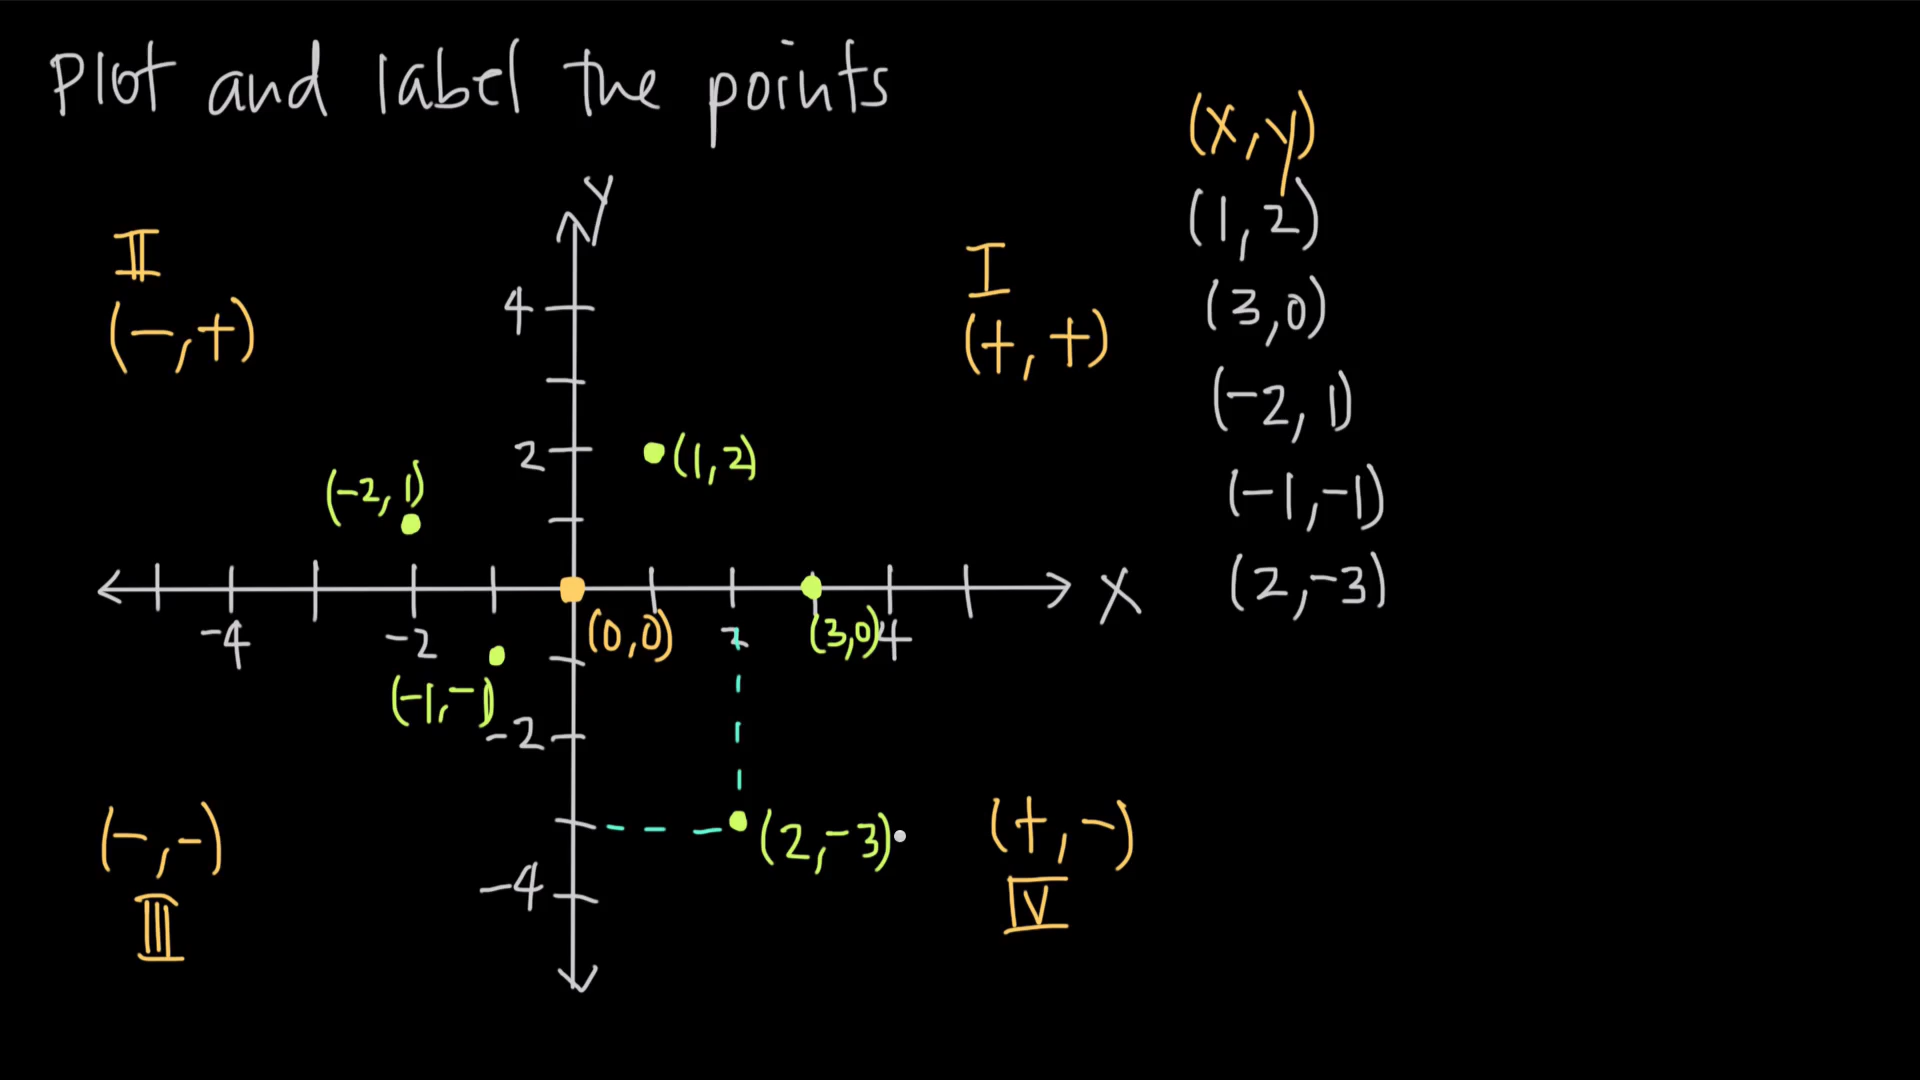 Plot and label the points
(x,y)
(1,2)
(3,0)
(-2,1)
(-1,-1)
(2,-3)
y
II
(-,+)
I
(+,+)
4
2
(1,2)
(-2,1)
x
-4
-2
(0,0)
2
(3,0)
4
(-1,-1)
-2
(2,-3)
-4
(-,-)
III
(+,-)
IV